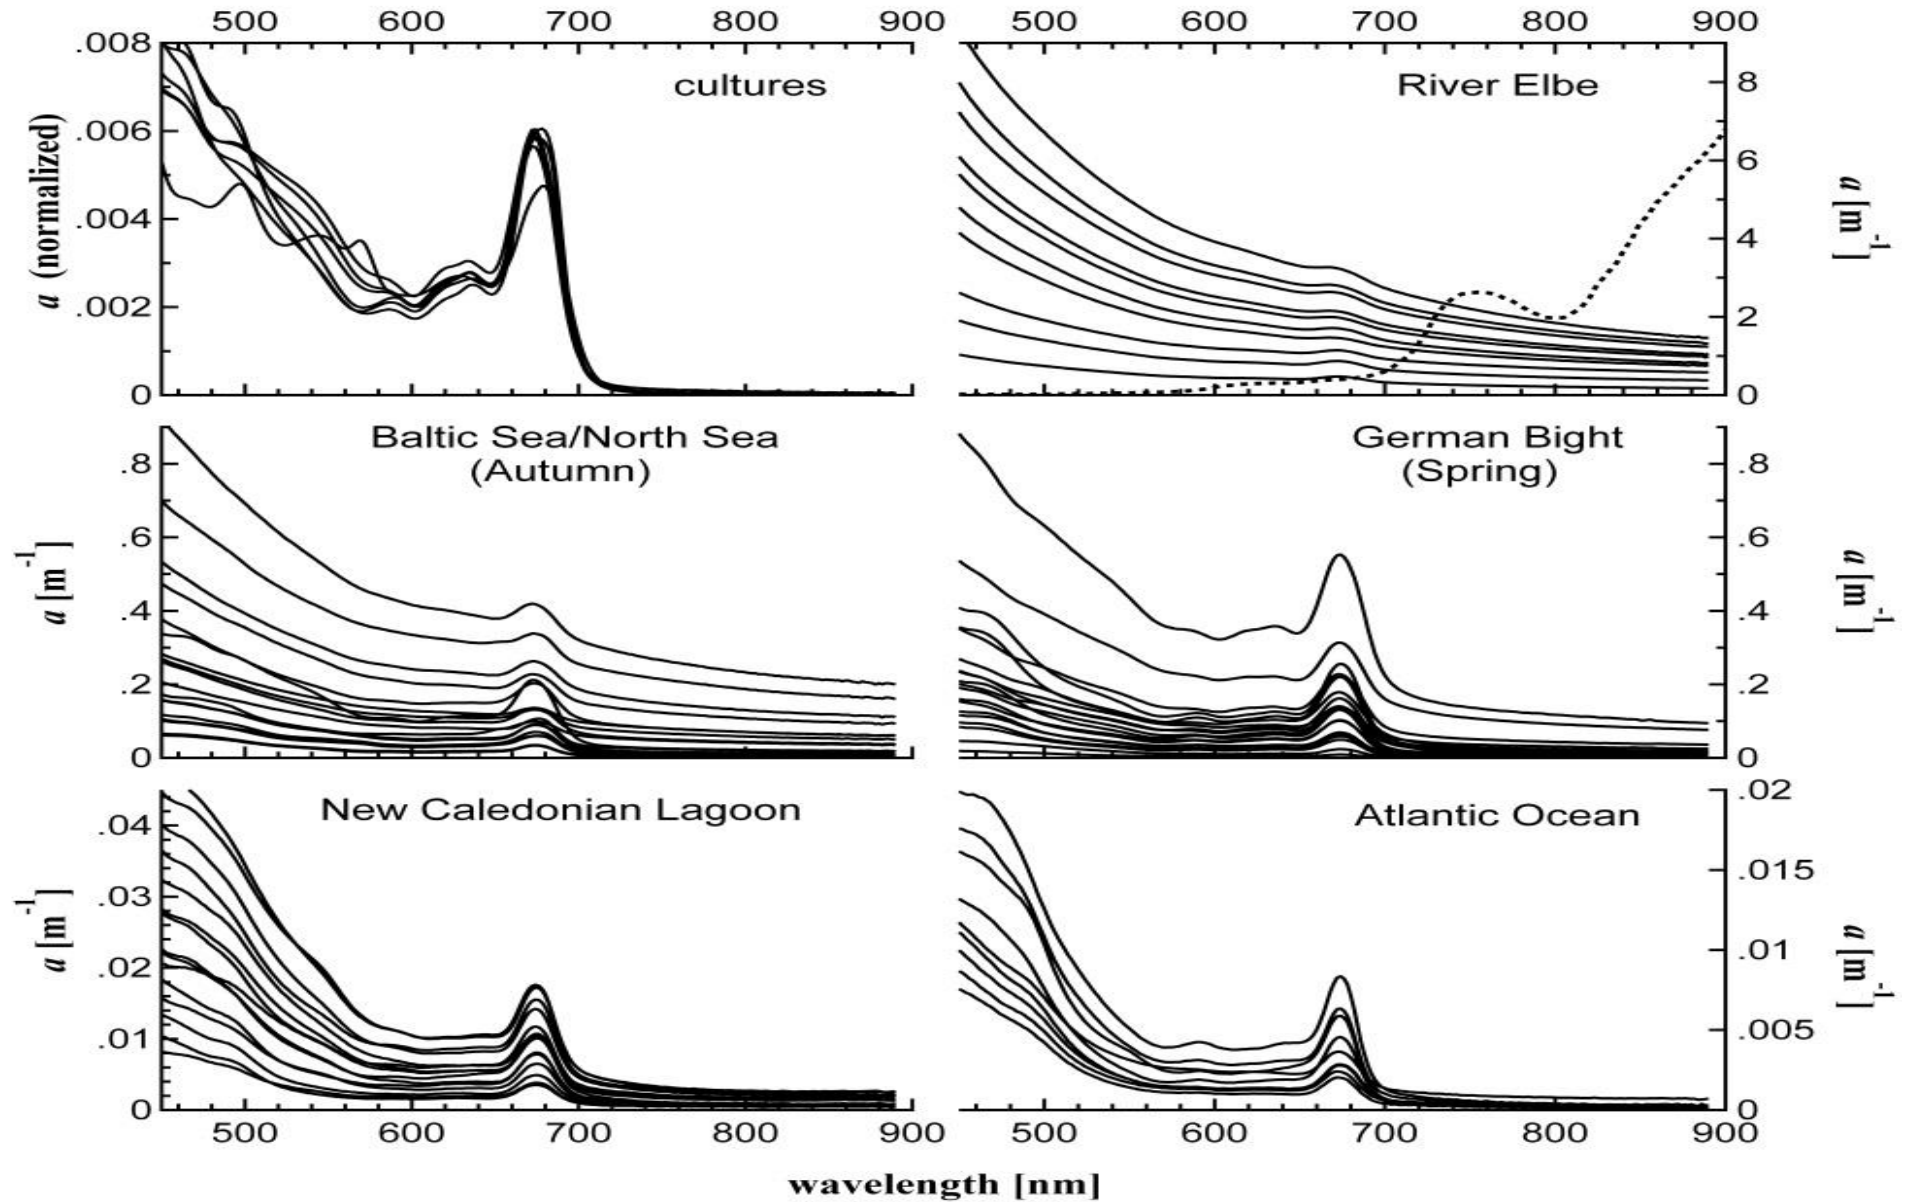 500 600 700 800 900 500 600 700 800 900
.008
.006
.004
.002
0
a (normalized)
cultures
River Elbe
8
6
4
2
0
a [m-1]
Baltic Sea/North Sea
(Autumn)
.8
.6
.4
.2
0
a [m-1]
German Bight
(Spring)
.8
.6
.4
.2
0
a [m-1]
New Caledonian Lagoon
.04
.03
.02
.01
0
a [m-1]
Atlantic Ocean
.02
.015
.01
.005
0
a [m-1]
500 600 700 800 900 500 600 700 800 900
wavelength [nm]